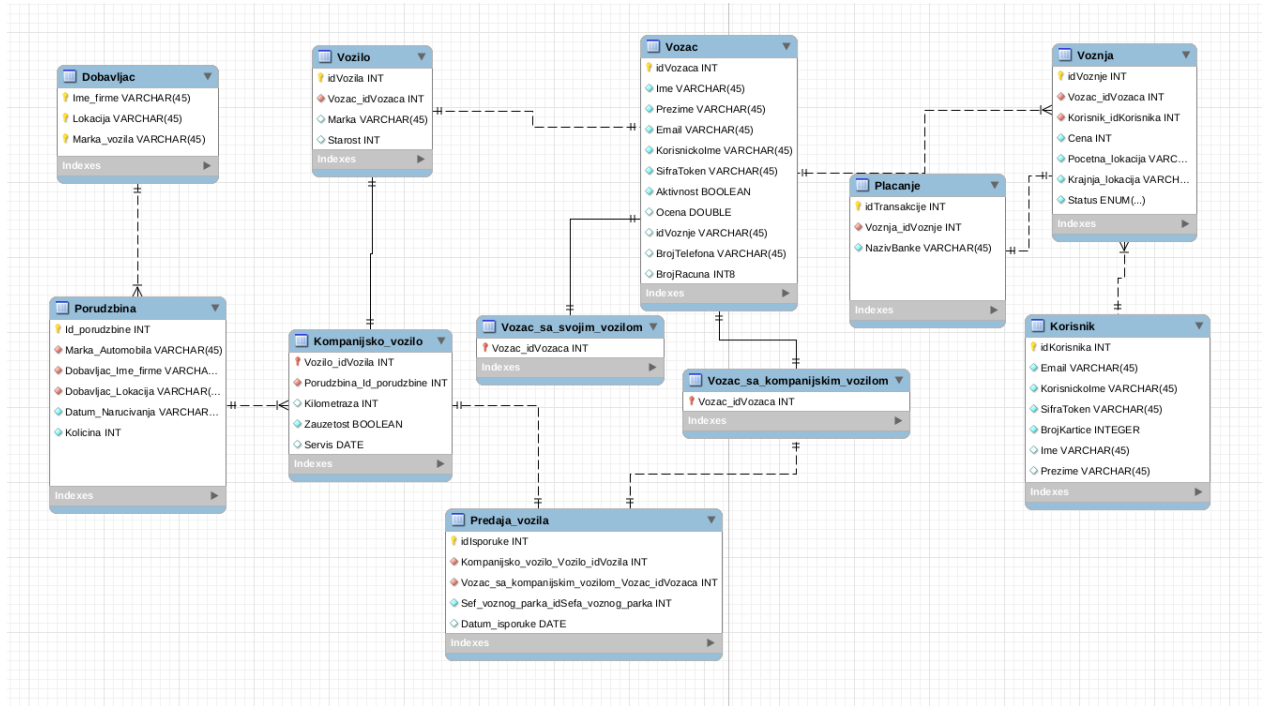 Dobavljac
Ime_firme VARCHAR(45)
Lokacija VARCHAR(45)
Marka_vozila VARCHAR(45)
Indexes
Vozilo
idVozila INT
Vozac_idVozaca INT
Marka VARCHAR(45)
Starost INT
Indexes
Vozac
idVozaca INT
Ime VARCHAR(45)
Prezime VARCHAR(45)
Email VARCHAR(45)
KorisnickoIme VARCHAR(45)
SifraToken VARCHAR(45)
Aktivnost BOOLEAN
Ocena DOUBLE
idVoznje VARCHAR(45)
BrojTelefona VARCHAR(45)
BrojRacuna INT8
Indexes
Voznja
idVoznje INT
Vozac_idVozaca INT
Korisnik_idKorisnika INT
Cena INT
Pocetna_lokacija VARC...
Krajnja_lokacija VARCH...
Status ENUM(...)
Indexes
Placanje
idTransakcije INT
Voznja_idVoznje INT
NazivBanke VARCHAR(45)
Indexes
Porudzbina
Id_porudzbine INT
Marka_Automobila VARCHAR(45)
Dobavljac_Ime_firme VARCHA...
Dobavljac_Lokacija VARCHAR(...
Datum_Narucivanja VARCHAR...
Kolicina INT
Indexes
Kompanijsko_vozilo
Vozilo_idVozila INT
Porudzbina_Id_porudzbine INT
Kilometraza INT
Zauzetost BOOLEAN
Servis DATE
Indexes
Vozac_sa_svojim_vozilom
Vozac_idVozaca INT
Indexes
Vozac_sa_kompanijskim_vozilom
Vozac_idVozaca INT
Indexes
Korisnik
idKorisnika INT
Email VARCHAR(45)
KorisnickoIme VARCHAR(45)
SifraToken VARCHAR(45)
BrojKartice INTEGER
Ime VARCHAR(45)
Prezime VARCHAR(45)
Indexes
Predaja_vozila
idIsporuke INT
Kompanijsko_vozilo_Vozilo_idVozila INT
Vozac_sa_kompanijskim_vozilom_Vozac_idVozaca INT
Sef_voznog_parka_idSefa_voznog_parka INT
Datum_isporuke DATE
Indexes